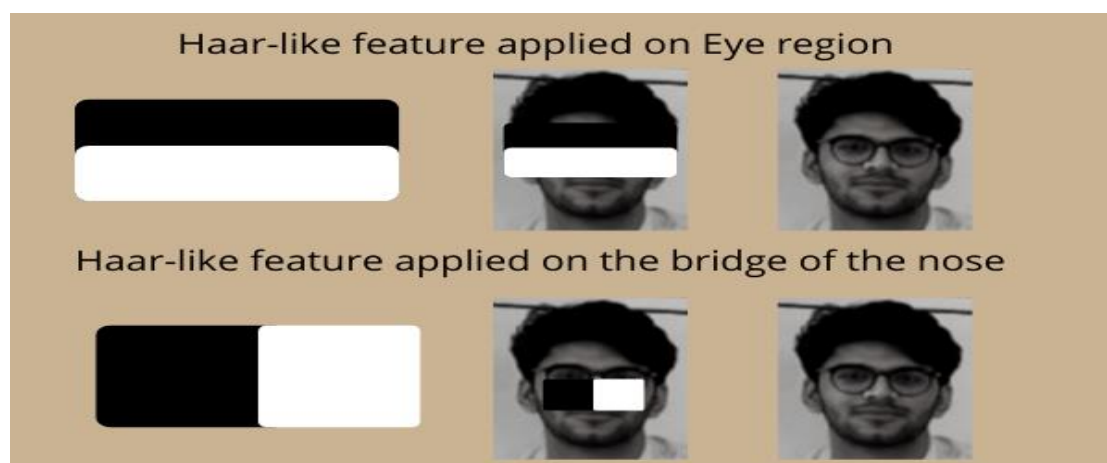 Haar-like feature applied on Eye region
Haar-like feature applied on the bridge of the nose